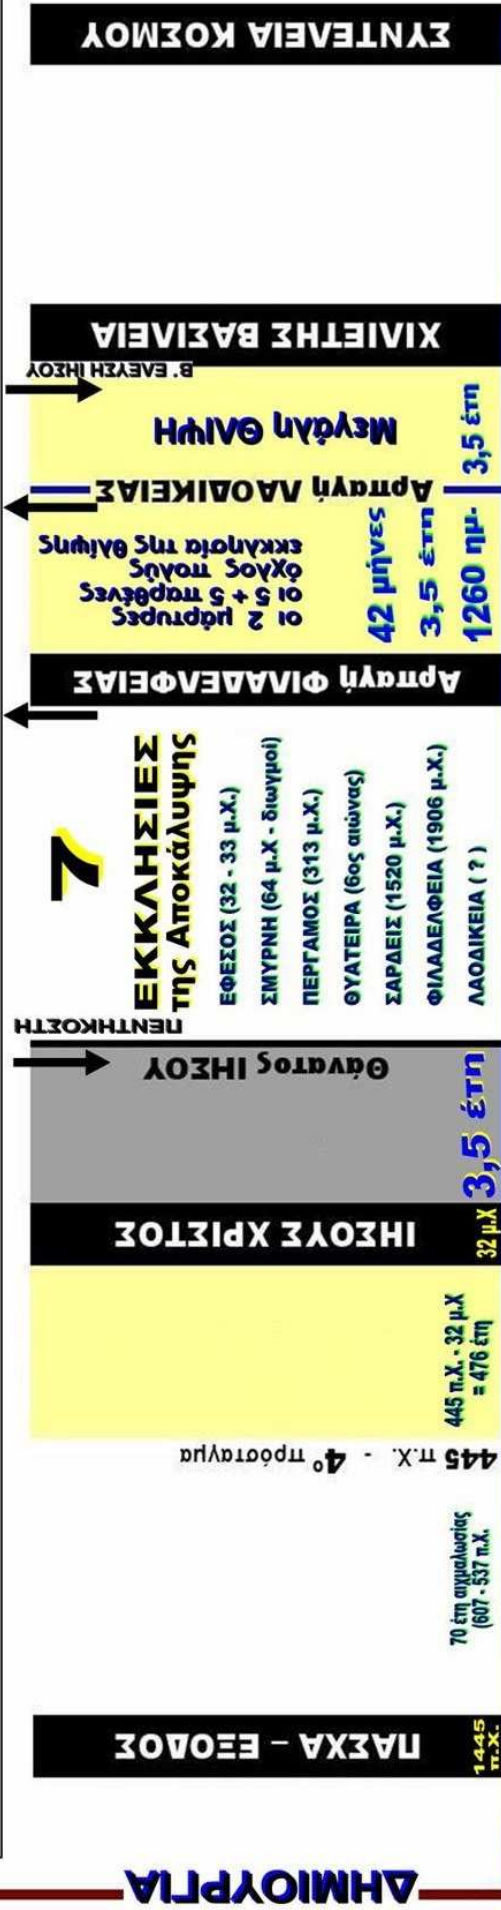 ΔΗΜΙΟΥΡΓΙΑ
1445
π.Χ.
ΠΑΣΧΑ – ΕΞΟΔΟΣ
70 έτη αιχμαλωσίας
(607 - 537 π.Χ.
445 π.Χ. - 4° πρόσταγμα
445 π.Χ. - 32 μ.Χ
= 476 έτη
32 μ.Χ
ΙΗΣΟΥΣ ΧΡΙΣΤΟΣ
3,5 έτη
Θάνατος ΙΗΣΟΥ
ΠΕΝΤΗΚΟΣΤΗ
7
ΕΚΚΛΗΣΙΕΣ
της Αποκάλυψης
ΕΦΕΣΟΣ (32 - 33 μ.Χ.)
ΣΜΥΡΝΗ (64 μ.Χ - διωγμοί)
ΠΕΡΓΑΜΟΣ (313 μ.Χ.)
ΘΥΑΤΕΙΡΑ (6ος αιώνας)
ΣΑΡΔΕΙΣ (1520 μ.Χ.)
ΦΙΛΑΔΕΛΦΕΙΑ (1906 μ.Χ.)
ΛΑΟΔΙΚΕΙΑ ( ? )
Αρπαγή ΦΙΛΑΔΕΛΦΕΙΑΣ
οι 2 μάρτυρες
οι 5 + 5 παρθένες
όχλος πολύς
εκκλησία της θλίψης
42 μήνες
3,5 έτη
1260 ημ.
Αρπαγή ΛΑΟΔΙΚΕΙΑΣ
3,5 έτη
Μεγάλη ΘΛΙΨΗ
Β. ΕΛΕΥΣΗ ΙΗΣΟΥ
ΧΙΛΙΕΤΗΣ ΒΑΣΙΛΕΙΑ
ΣΥΝΤΕΛΕΙΑ ΚΟΣΜΟΥ